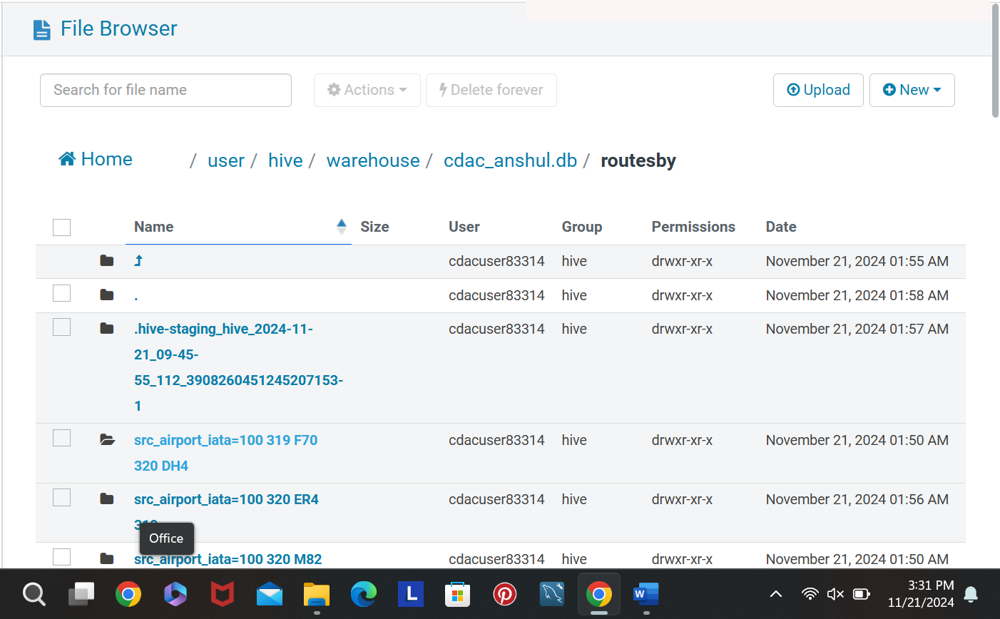 File Browser
Search for file name
Actions
Delete forever
Upload
New
Home / user / hive / warehouse / cdac_anshul.db / routesby
Name Size User Group Permissions Date
cdacuser83314 hive drwxr-xr-x November 21, 2024 01:55 AM
. cdacuser83314 hive drwxr-xr-x November 21, 2024 01:58 AM
.hive-staging_hive_2024-11- cdacuser83314 hive drwxr-xr-x November 21, 2024 01:57 AM
21_09-45-
55_112_3908260451245207153-
1
src_airport_iata=100 319 F70 cdacuser83314 hive drwxr-xr-x November 21, 2024 01:50 AM
320 DH4
src_airport_iata=100 320 ER4 cdacuser83314 hive drwxr-xr-x November 21, 2024 01:56 AM
Office
src_airport_iata=100 320 M82 cdacuser83314 hive drwxr-xr-x November 21, 2024 01:50 AM
L
W
3:31 PM
11/21/2024